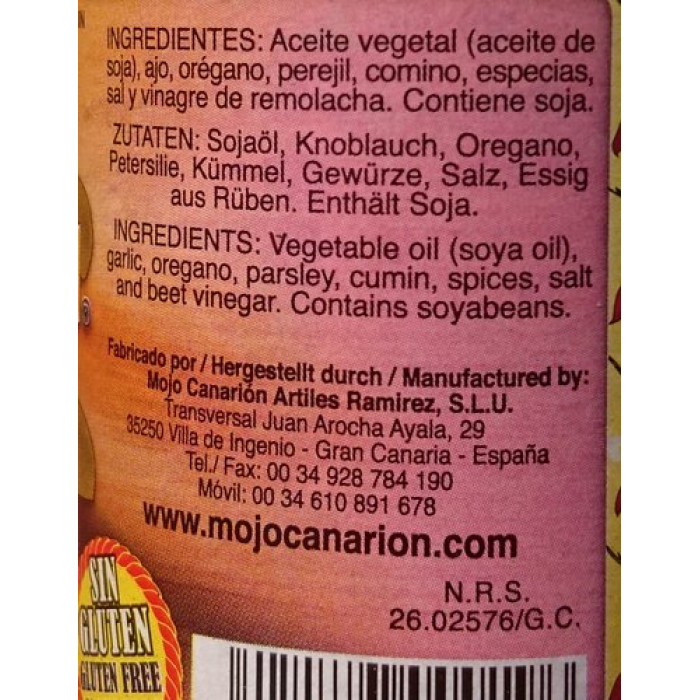 INGREDIENTES: Aceite vegetal (aceite de
soja), ajo, orégano, perejil, comino, especias,
sal y vinagre de remolacha. Contiene soja.
ZUTATEN: Sojaöl, Knoblauch, Oregano,
Petersilie, Kümmel, Gewürze, Salz, Essig
aus Rüben. Enthält Soja.
INGREDIENTS: Vegetable oil (soya oil),
garlic, oregano, parsley, cumin, spices, salt
and beet vinegar. Contains soyabeans.
Fabricado por / Hergestellt durch / Manufactured by:
Mojo Canarión Artiles Ramirez, S.L.U.
Transversal Juan Arocha Ayala, 29
35250 Villa de Ingenio - Gran Canaria - España
Tel./ Fax: 00 34 928 784 190
Móvil: 00 34 610 891 678
www.mojocanarion.com
N.R.S.
26.02576/G.C.
SIN
GLUTEN
GLUTEN FREE